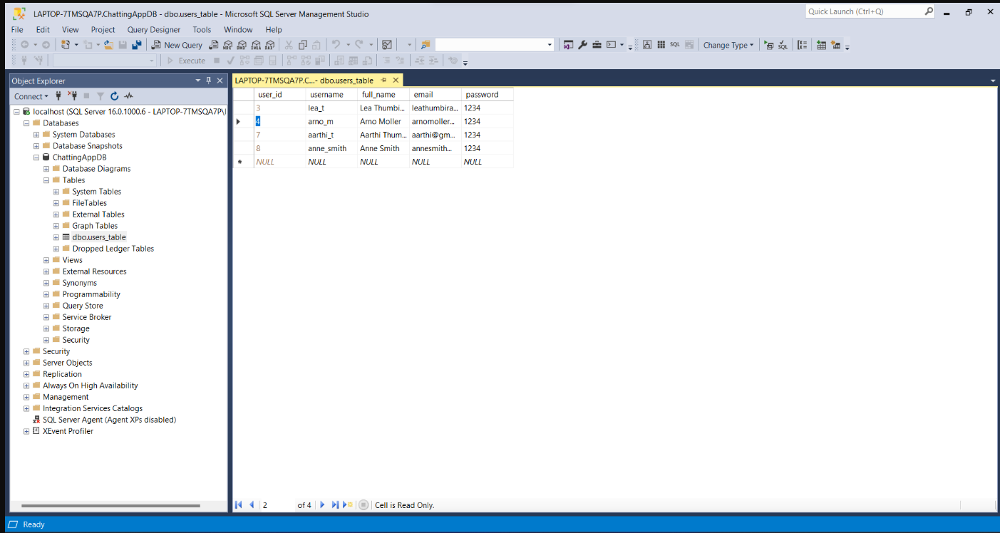 LAPTOP-7TMSQA7P.ChattingAppDB - dbo.users_table - Microsoft SQL Server Management Studio
Quick Launch (Ctrl+Q)
File Edit View Project Query Designer Tools Window Help
New Query MDX DMX XMLA DAX SQL Change Type SQL
Execute
Object Explorer
LAPTOP-7TMSQA7P.C...- dbo.users_table
Connect
localhost (SQL Server 16.0.1000.6 - LAPTOP-7TMSQA7P\
Databases
System Databases
Database Snapshots
ChattingAppDB
Database Diagrams
Tables
System Tables
FileTables
External Tables
Graph Tables
dbo.users_table
Dropped Ledger Tables
Views
External Resources
Synonyms
Programmability
Query Store
Service Broker
Storage
Security
Security
Server Objects
Replication
Always On High Availability
Management
Integration Services Catalogs
SQL Server Agent (Agent XPs disabled)
XEvent Profiler
user_id username full_name email password
3 lea_t Lea Thumbi... leathumbira... 1234
4 arno_m Arno Moller arnomoller... 1234
7 aarthi_t Aarthi Thum... aarthi@gm... 1234
8 anne_smith Anne Smith annesmith... 1234
NULL NULL NULL NULL NULL
2 of 4 Cell is Read Only.
Ready